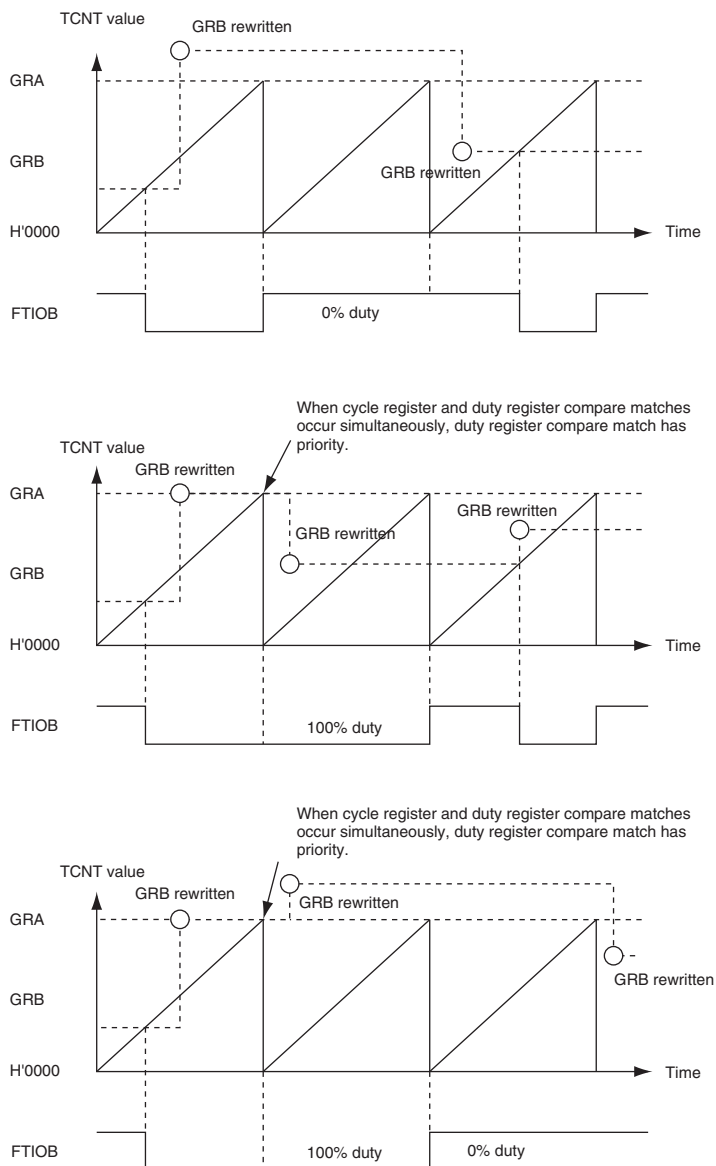 TCNT value
GRB rewritten
GRA
GRB
GRB rewritten
H'0000
Time
FTIOB
0% duty
When cycle register and duty register compare matches
occur simultaneously, duty register compare match has
priority.
TCNT value
GRB rewritten
GRA
GRB rewritten
GRB rewritten
GRB
H'0000
Time
FTIOB
100% duty
When cycle register and duty register compare matches
occur simultaneously, duty register compare match has
priority.
TCNT value
GRB rewritten
GRB rewritten
GRA
GRB rewritten
GRB
H'0000
Time
FTIOB
100% duty
0% duty